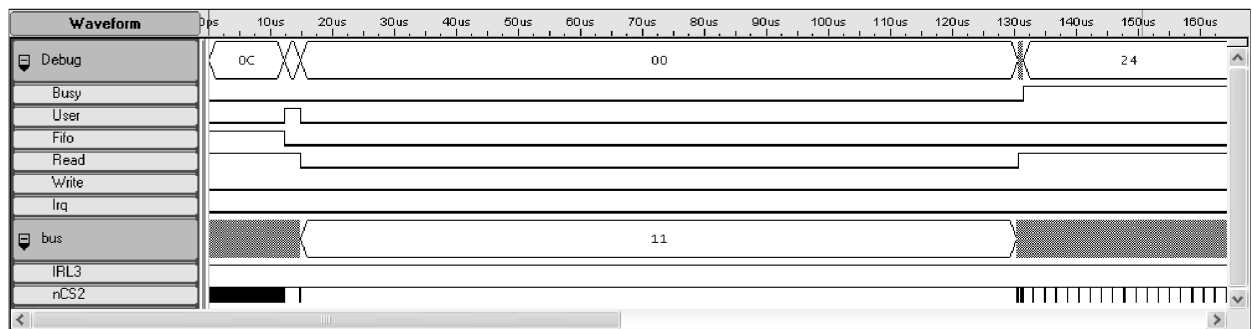 Waveform 0ps 10us 20us 30us 40us 50us 60us 70us 80us 90us 100us 110us 120us 130us 140us 150us 160us
Debug 0C 00 24
Busy
User
Fifo
Read
Write
Irq
bus 11
IRL3
nCS2